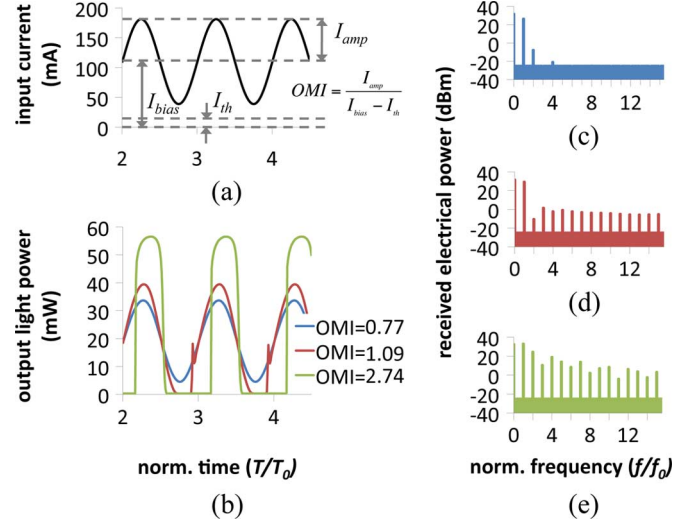 input current
(mA)
200
150
100
50
0
2
3
4
I_amp
I_bias
I_th
OMI = I_amp / (I_bias − I_th)
(a)
output light power
(mW)
60
50
40
30
20
10
0
2
3
4
OMI=0.77
OMI=1.09
OMI=2.74
norm. time (T/T₀)
(b)
received electrical power (dBm)
40
20
0
-20
-40
0
4
8
12
(c)
40
20
0
-20
-40
0
4
8
12
(d)
40
20
0
-20
-40
0
4
8
12
norm. frequency (f/f₀)
(e)